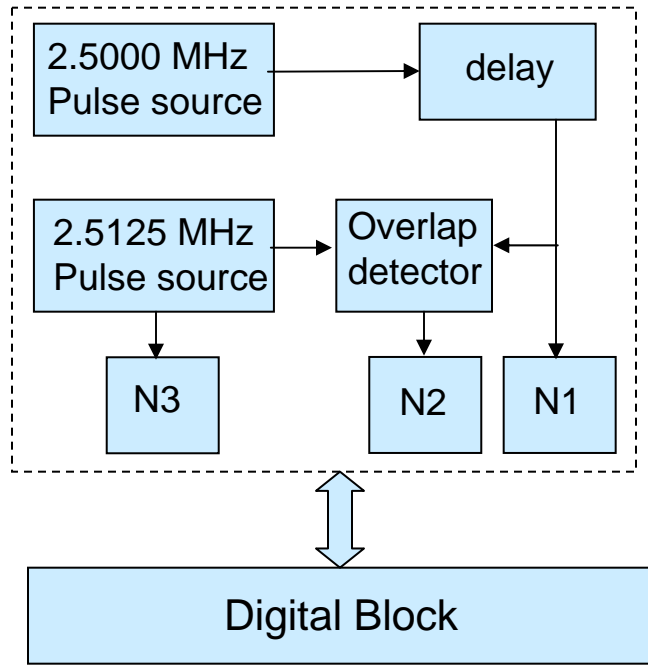 2.5000 MHz
Pulse source
delay
2.5125 MHz
Pulse source
Overlap
detector
N3
N2
N1
Digital Block